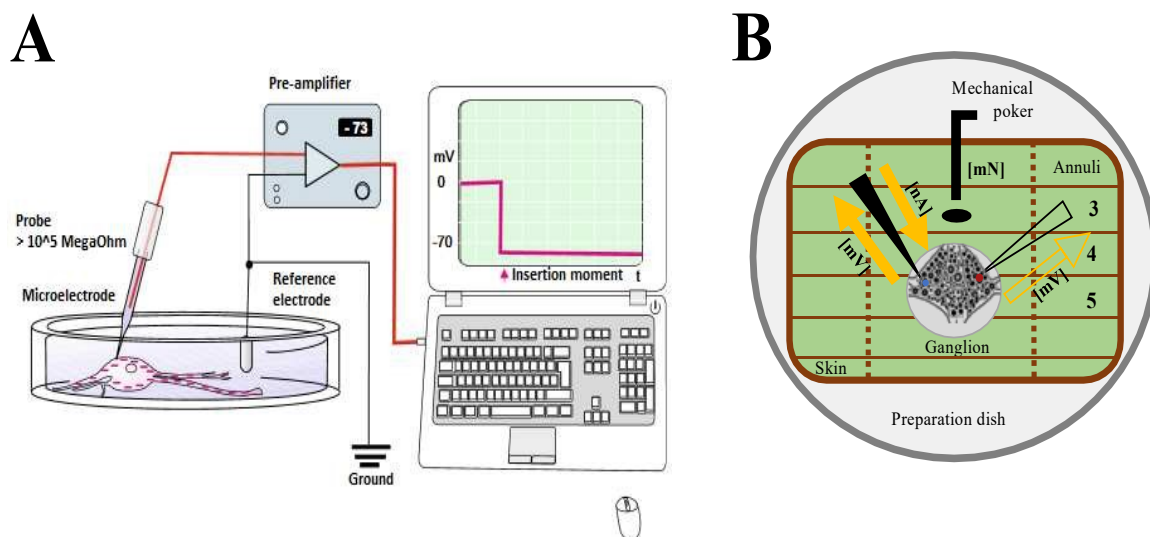 A
Pre-amplifier
- 73
mV
0
-70
Insertion moment t
Probe
> 10^5 MegaOhm
Microelectrode
Reference
electrode
Ground
B
Mechanical
poker
[mN]
Annuli
[nA]
3
[mV]
4
[mV]
5
Ganglion
Skin
Preparation dish